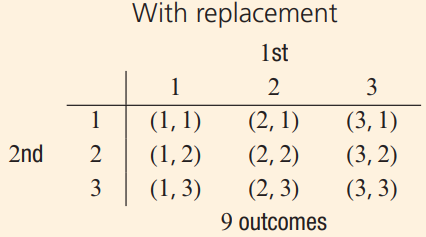 With replacement
1st
1 2 3
1 (1, 1) (2, 1) (3, 1)
2nd 2 (1, 2) (2, 2) (3, 2)
3 (1, 3) (2, 3) (3, 3)
9 outcomes